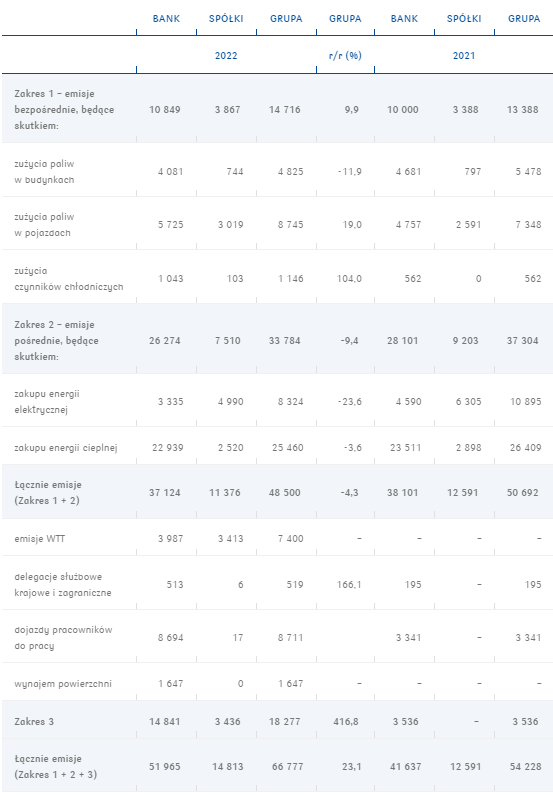 BANK SPÓŁKI GRUPA GRUPA BANK SPÓŁKI GRUPA
2022 r/r (%) 2021
Zakres 1 – emisje
bezpośrednie, będące
skutkiem:
10 849 3 867 14 716 9,9 10 000 3 388 13 388
zużycia paliw
w budynkach
4 081 744 4 825 -11,9 4 681 797 5 478
zużycia paliw
w pojazdach
5 725 3 019 8 745 19,0 4 757 2 591 7 348
zużycia
czynników chłodniczych
1 043 103 1 146 104,0 562 0 562
Zakres 2 – emisje
pośrednie, będące
skutkiem:
26 274 7 510 33 784 -9,4 28 101 9 203 37 304
zakupu energii
elektrycznej
3 335 4 990 8 324 -23,6 4 590 6 305 10 895
zakupu energii cieplnej 22 939 2 520 25 460 -3,6 23 511 2 898 26 409
Łącznie emisje
(Zakres 1 + 2)
37 124 11 376 48 500 -4,3 38 101 12 591 50 692
emisje WTT 3 987 3 413 7 400 – – – –
delegacje służbowe
krajowe i zagraniczne
513 6 519 166,1 195 – 195
dojazdy pracowników
do pracy
8 694 17 8 711 3 341 – 3 341
wynajem powierzchni 1 647 0 1 647 – – – –
Zakres 3 14 841 3 436 18 277 416,8 3 536 – 3 536
Łącznie emisje
(Zakres 1 + 2 + 3)
51 965 14 813 66 777 23,1 41 637 12 591 54 228